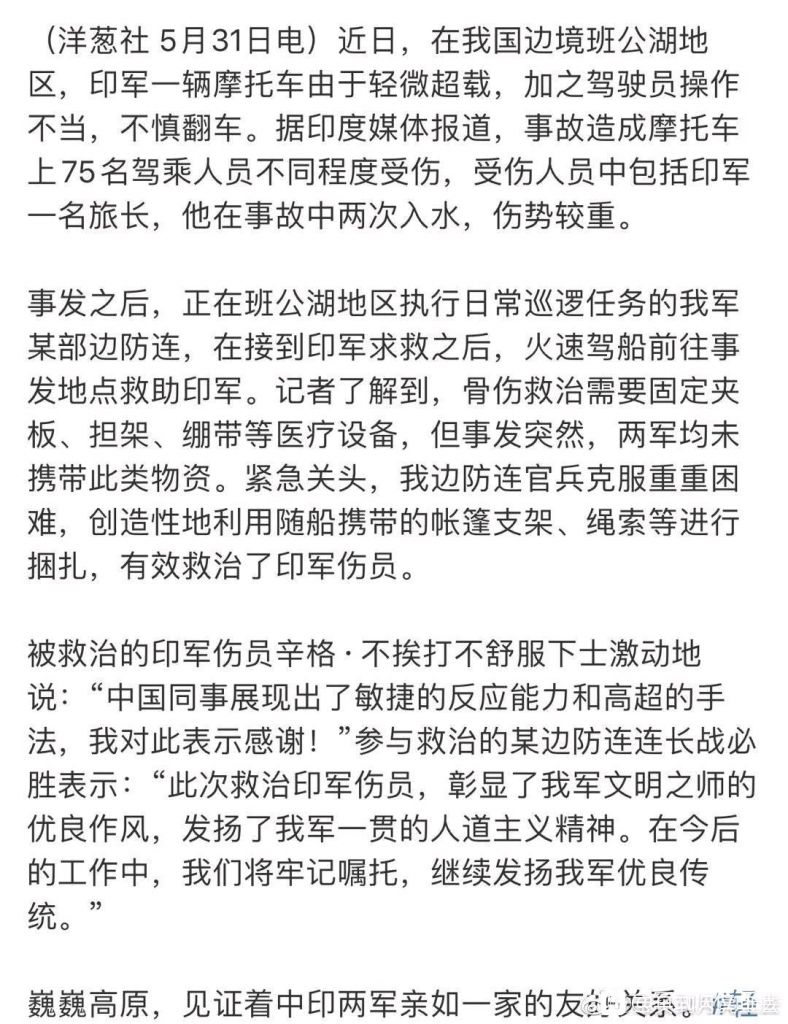 （洋葱社 5月31日电）近日，在我国边境班公湖地
区，印军一辆摩托车由于轻微超载，加之驾驶员操作
不当，不慎翻车。据印度媒体报道，事故造成摩托车
上75名驾乘人员不同程度受伤，受伤人员中包括印军
一名旅长，他在事故中两次入水，伤势较重。
事发之后，正在班公湖地区执行日常巡逻任务的我军
某部边防连，在接到印军求救之后，火速驾船前往事
发地点救助印军。记者了解到，骨伤救治需要固定夹
板、担架、绷带等医疗设备，但事发突然，两军均未
携带此类物资。紧急关头，我边防连官兵克服重重困
难，创造性地利用随船携带的帐篷支架、绳索等进行
捆扎，有效救治了印军伤员。
被救治的印军伤员辛格·不挨打不舒服下士激动地
说：“中国同事展现出了敏捷的反应能力和高超的手
法，我对此表示感谢！”参与救治的某边防连连长战必
胜表示：“此次救治印军伤员，彰显了我军文明之师的
优良作风，发扬了我军一贯的人道主义精神。在今后
的工作中，我们将牢记嘱托，继续发扬我军优良传
统。”
巍巍高原，见证着中印两军亲如一家的友好关系。